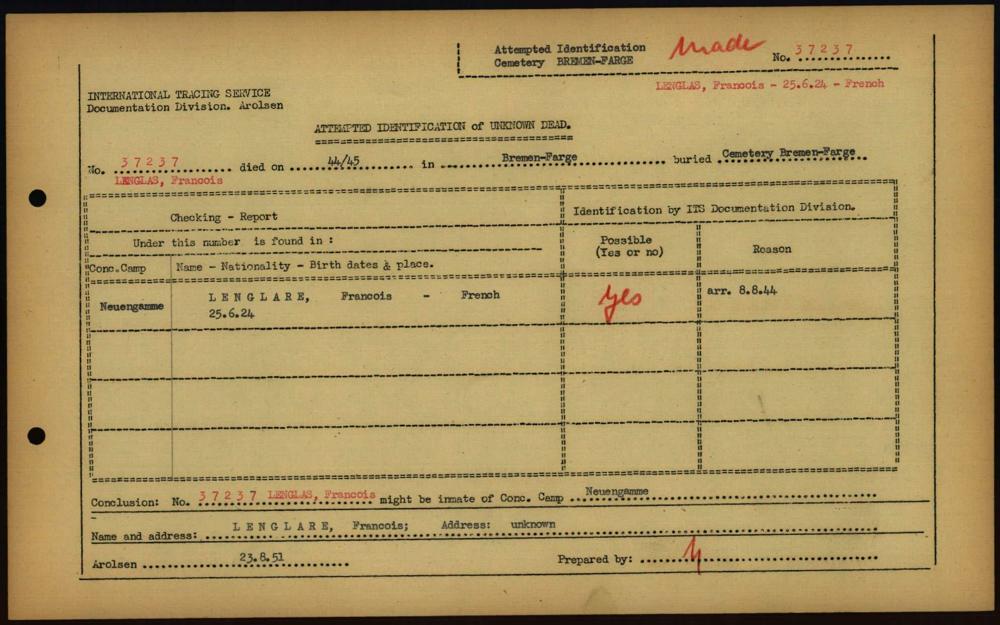 Attempted Identification
Cemetery BREMEN-FARGE
Made
No. 37237
LENGLAS, Francois - 25.6.24 - French
INTERNATIONAL TRACING SERVICE
Documentation Division. Arolsen
ATTEMPTED IDENTIFICATION of UNKNOWN DEAD.
No. 37237 died on 44/45 in Bremen-Farge buried Cemetery Bremen-Farge
LENGLAS, Francois
Checking - Report
Identification by ITS Documentation Division.
Under this number is found in :
Possible
(Yes or no)
Reason
Conc.Camp
Name - Nationality - Birth dates & place.
Neuengamme
LENGLARE, Francois - French
25.6.24
yes
arr. 8.8.44
Conclusion: No. 37237 LENGLAS, Francois might be inmate of Conc. Camp Neuengamme
Name and address: LENGLARE, Francois; Address: unknown
Arolsen 23.8.51
Prepared by: